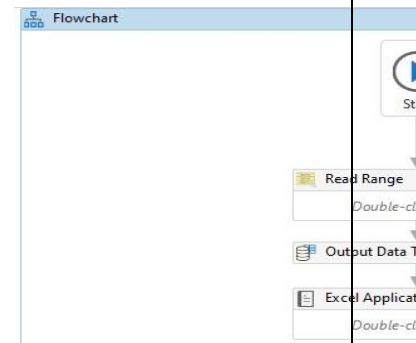 Flowchart
St
Read Range
Double-cl
Output Data T
Excel Applicat
Double-cl